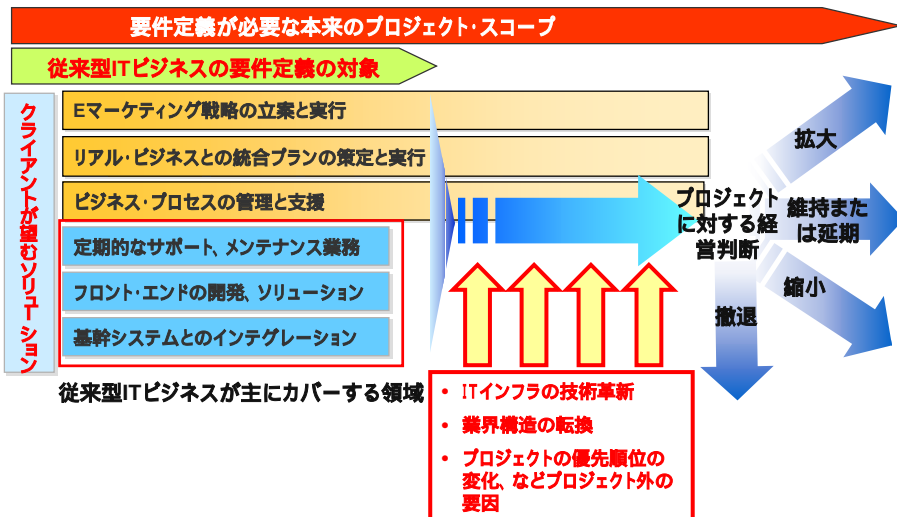 要件定義が必要な本来のプロジェクト・スコープ
従来型ITビジネスの要件定義の対象
クライアントが望むソリューション
Eマーケティング戦略の立案と実行
リアル・ビジネスとの統合プランの策定と実行
ビジネス・プロセスの管理と支援
定期的なサポート、メンテナンス業務
フロント・エンドの開発、ソリューション
基幹システムとのインテグレーション
従来型ITビジネスが主にカバーする領域
プロジェクト
に対する経
営判断
拡大
維持また
は延期
縮小
撤退
• ITインフラの技術革新
• 業界構造の転換
• プロジェクトの優先順位の
変化、などプロジェクト外の
要因